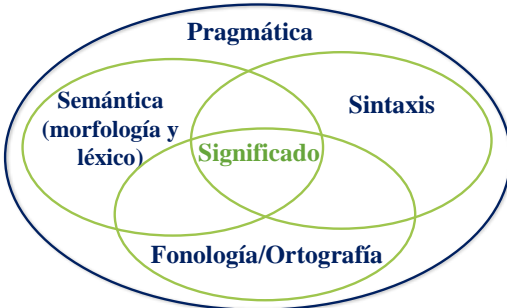 Pragmática
Semántica
(morfología y
léxico)
Sintaxis
Significado
Fonología/Ortografía